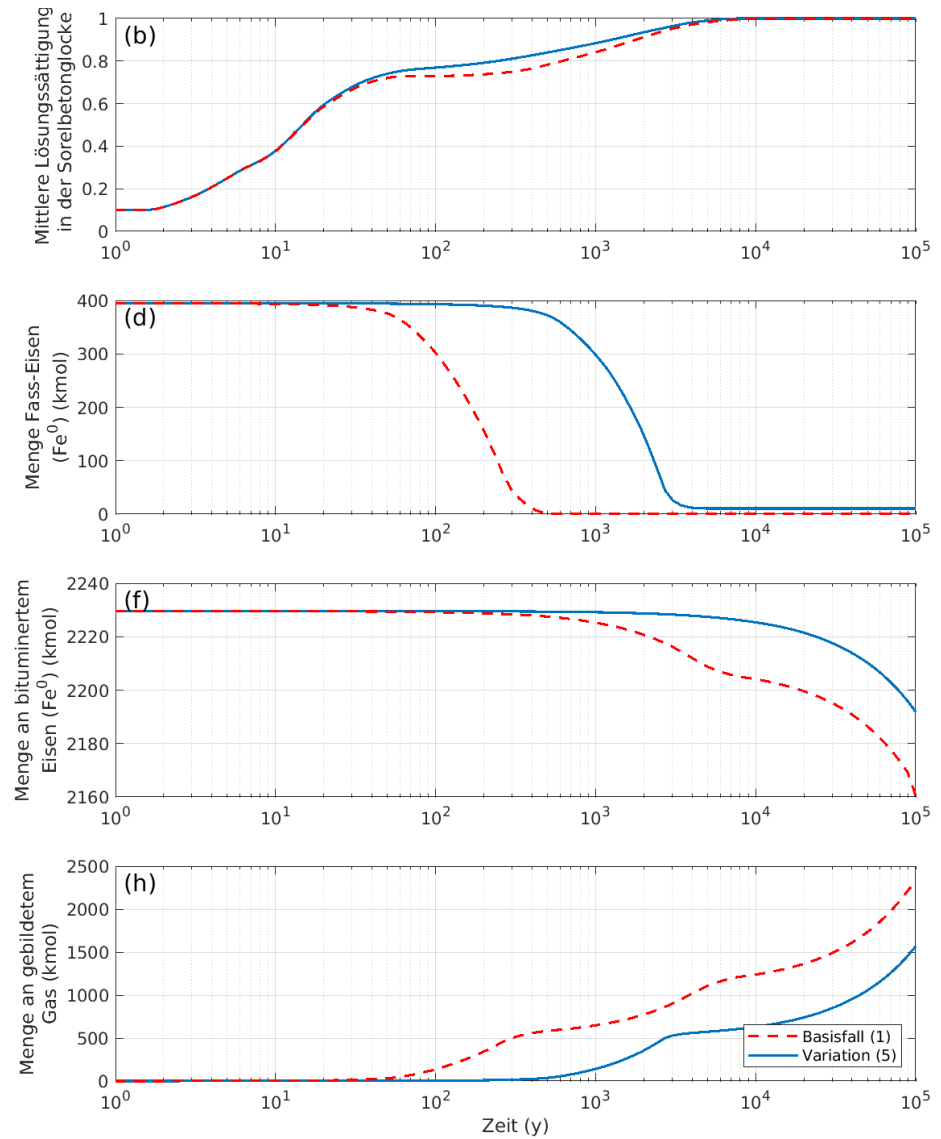 (b)
Mittlere Lösungssättigung
in der Sorelbetonglocke
1
0.8
0.6
0.4
0.2
0
10^0 10^1 10^2 10^3 10^4 10^5
(d)
Menge Fass-Eisen
(Fe^0) (kmol)
400
300
200
100
0
10^0 10^1 10^2 10^3 10^4 10^5
(f)
Menge an bituminertem
Eisen (Fe^0) (kmol)
2240
2220
2200
2180
2160
10^0 10^1 10^2 10^3 10^4 10^5
(h)
Menge an gebildetem
Gas (kmol)
2500
2000
1500
1000
500
0
Basisfall (1)
Variation (5)
10^0 10^1 10^2 10^3 10^4 10^5
Zeit (y)